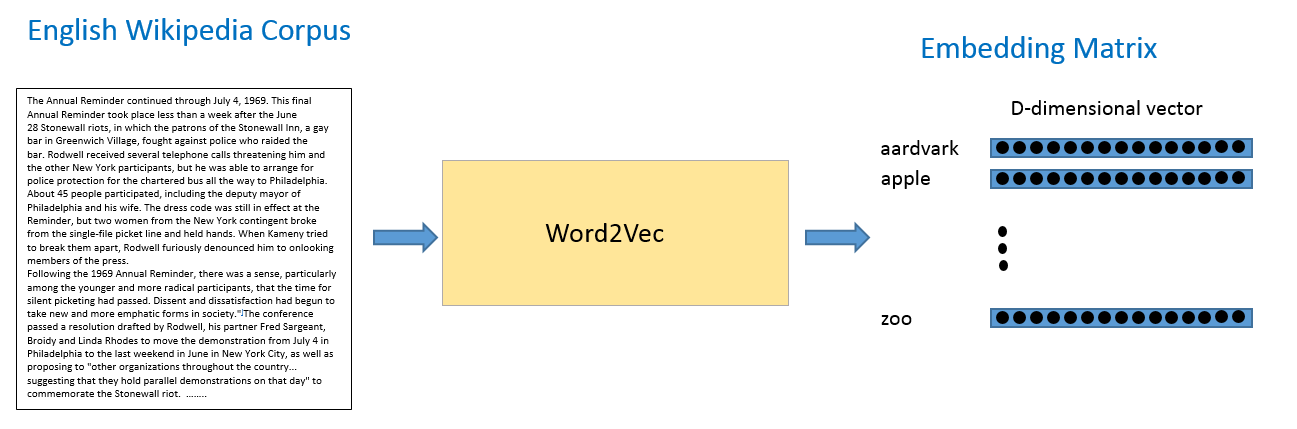 English Wikipedia Corpus
The Annual Reminder continued through July 4, 1969. This final
Annual Reminder took place less than a week after the June
28 Stonewall riots, in which the patrons of the Stonewall Inn, a gay
bar in Greenwich Village, fought against police who raided the
bar. Rodwell received several telephone calls threatening him and
the other New York participants, but he was able to arrange for
police protection for the chartered bus all the way to Philadelphia.
About 45 people participated, including the deputy mayor of
Philadelphia and his wife. The dress code was still in effect at the
Reminder, but two women from the New York contingent broke
from the single-file picket line and held hands. When Kameny tried
to break them apart, Rodwell furiously denounced him to onlooking
members of the press.
Following the 1969 Annual Reminder, there was a sense, particularly
among the younger and more radical participants, that the time for
silent picketing had passed. Dissent and dissatisfaction had begun to
take new and more emphatic forms in society."]The conference
passed a resolution drafted by Rodwell, his partner Fred Sargeant,
Broidy and Linda Rhodes to move the demonstration from July 4 in
Philadelphia to the last weekend in June in New York City, as well as
proposing to "other organizations throughout the country...
suggesting that they hold parallel demonstrations on that day" to
commemorate the Stonewall riot. ........
Word2Vec
Embedding Matrix
D-dimensional vector
aardvark
apple
zoo